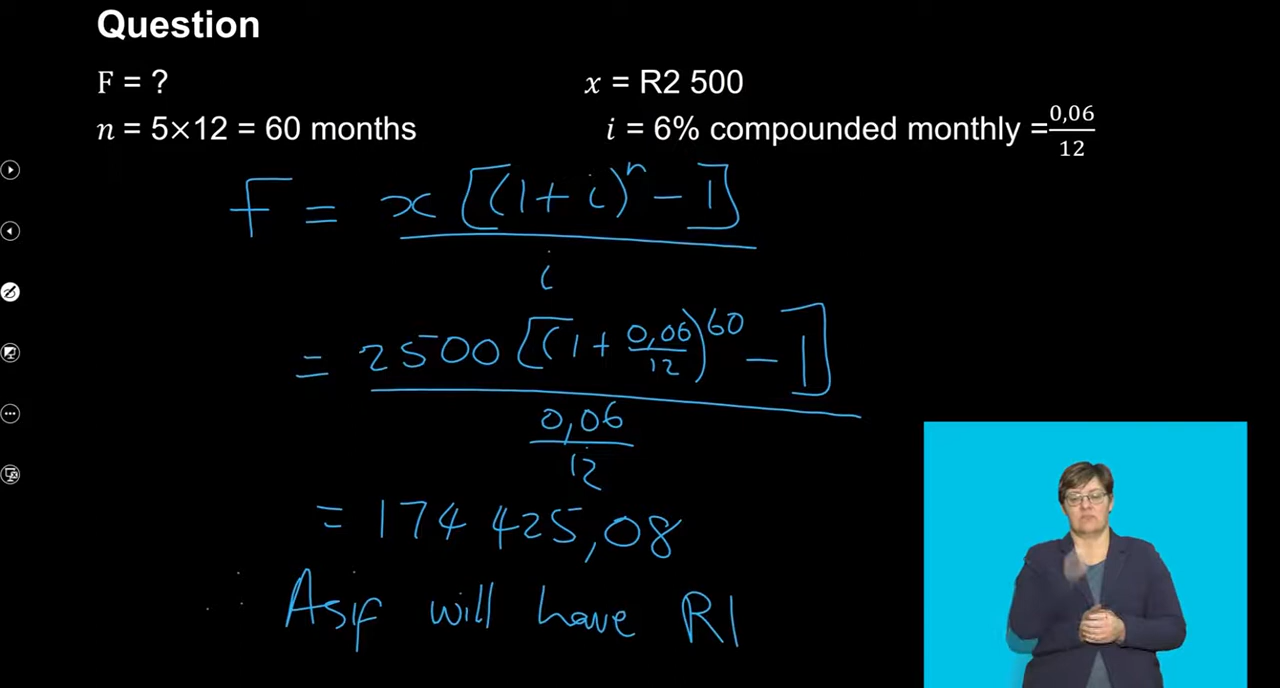 Question
F = ?
x = R2 500
n = 5×12 = 60 months
i = 6% compounded monthly = 0,06/12
F = x[(1 + i)^n − 1] / i
= 2500[(1 + 0,06/12)^60 − 1] / (0,06/12)
= 174 425,08
∴ Asif will have R1